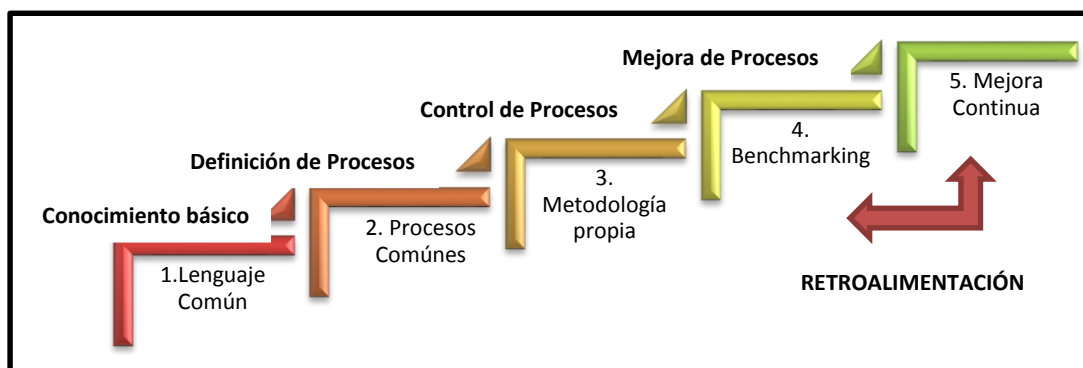 Conocimiento básico
1.Lenguaje
Común
Definición de Procesos
2. Procesos
Comúnes
Control de Procesos
3.
Metodología
propia
Mejora de Procesos
4.
Benchmarking
5. Mejora
Continua
RETROALIMENTACIÓN